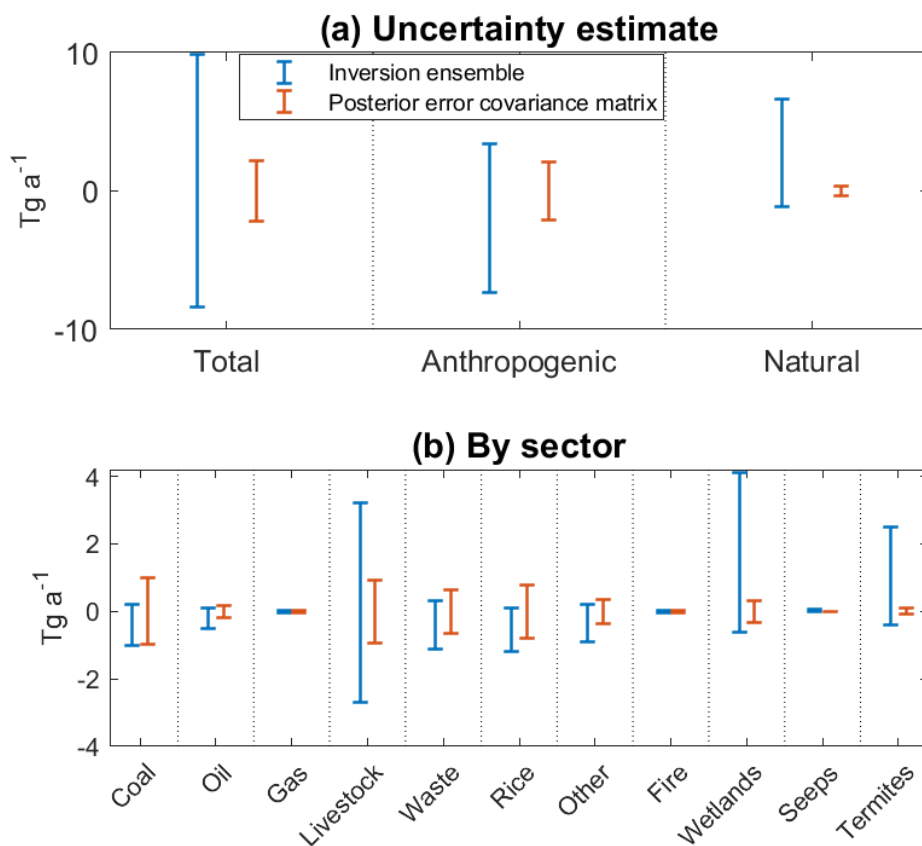 (a) Uncertainty estimate
10
0
-10
Tg a⁻¹
Inversion ensemble
Posterior error covariance matrix
Total Anthropogenic Natural
(b) By sector
4
2
0
-2
-4
Tg a⁻¹
Coal Oil Gas Livestock Waste Rice Other Fire Wetlands Seeps Termites